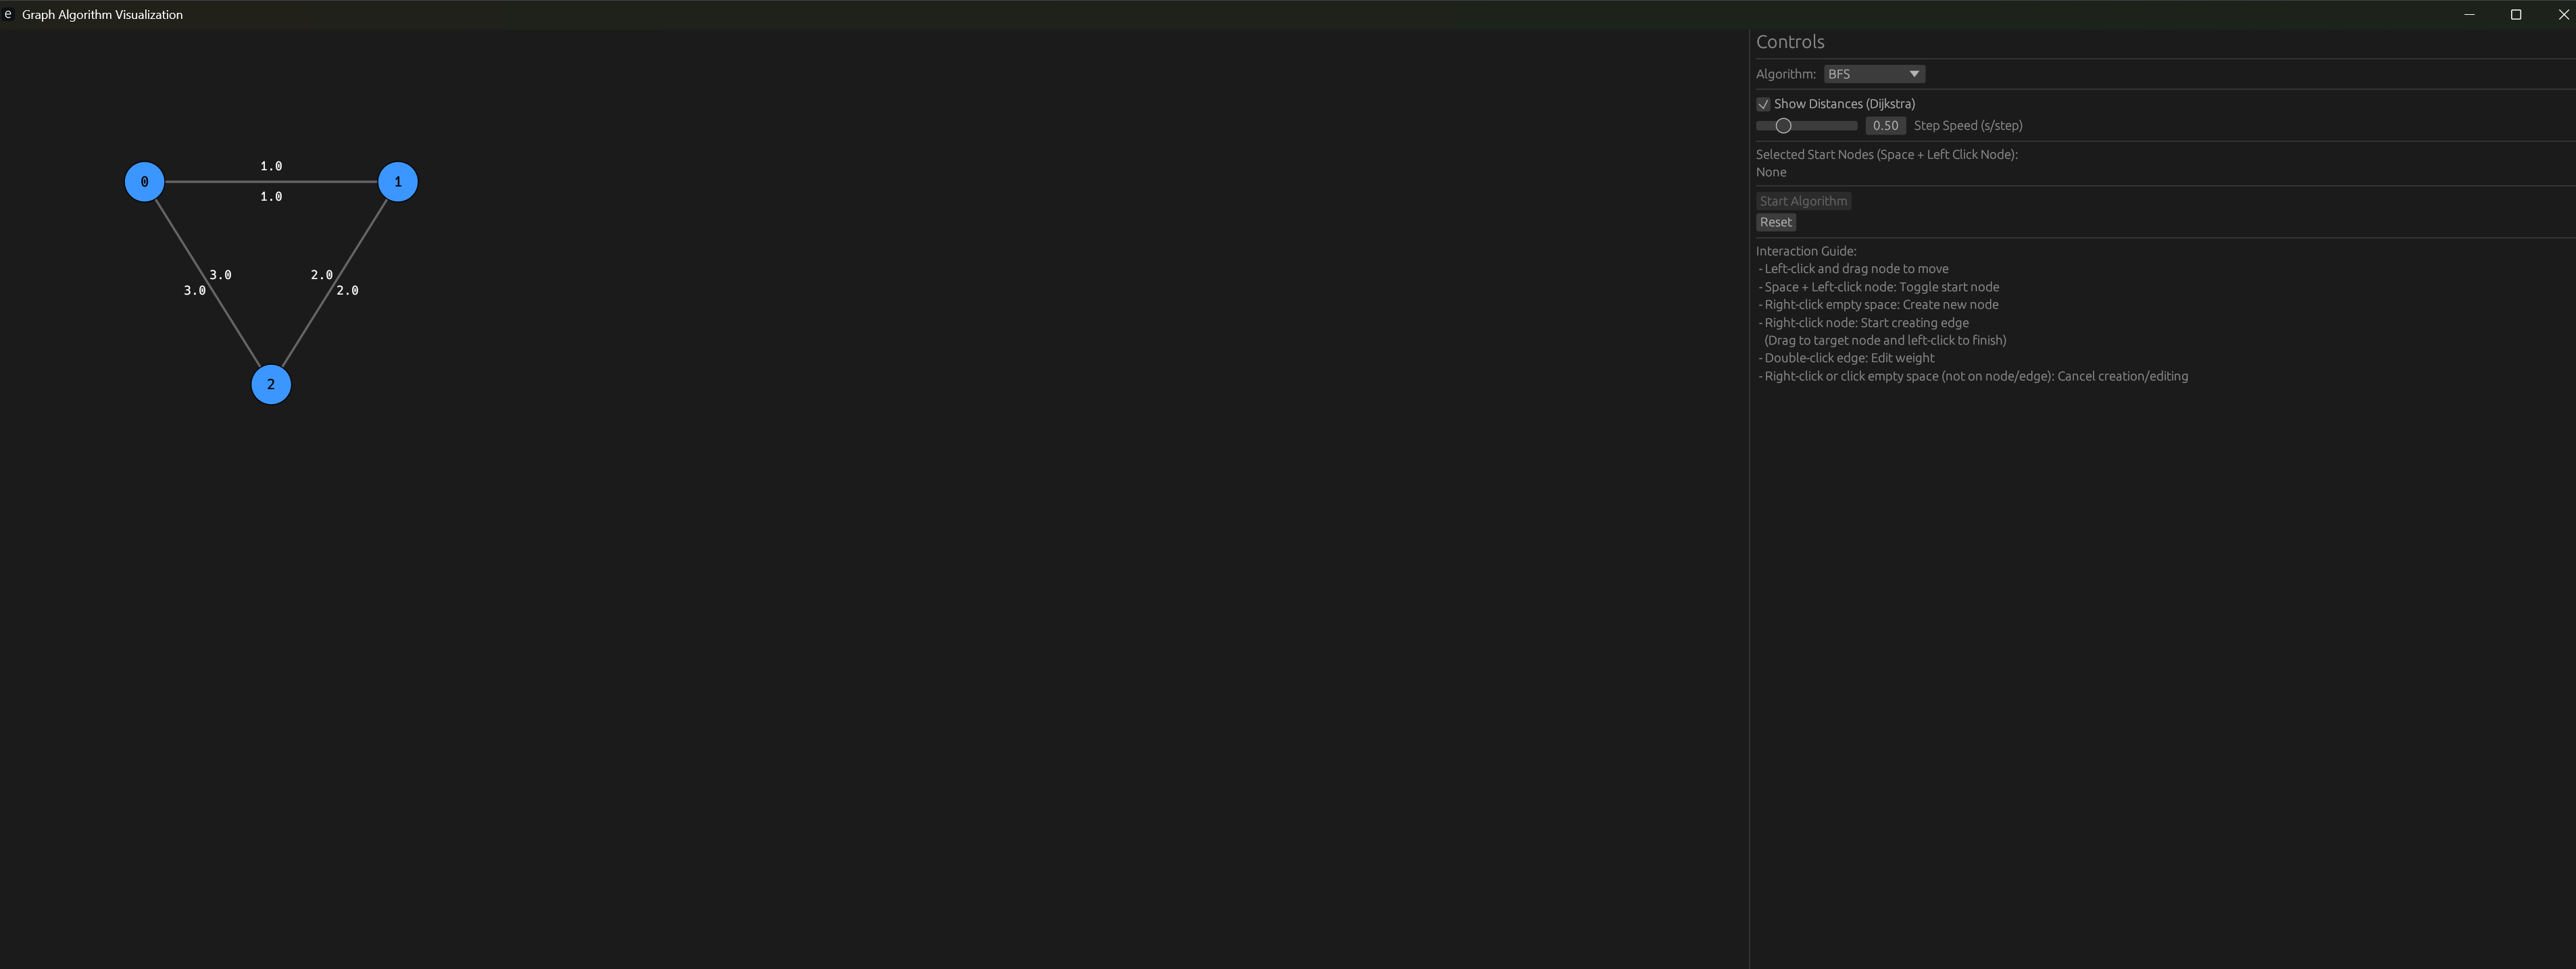 e Graph Algorithm Visualization
0
1.0
1
1.0
3.0
2.0
3.0
2.0
2
Controls
Algorithm: BFS
Show Distances (Dijkstra)
0.50 Step Speed (s/step)
Selected Start Nodes (Space + Left Click Node):
None
Start Algorithm
Reset
Interaction Guide:
- Left-click and drag node to move
- Space + Left-click node: Toggle start node
- Right-click empty space: Create new node
- Right-click node: Start creating edge
(Drag to target node and left-click to finish)
- Double-click edge: Edit weight
- Right-click or click empty space (not on node/edge): Cancel creation/editing